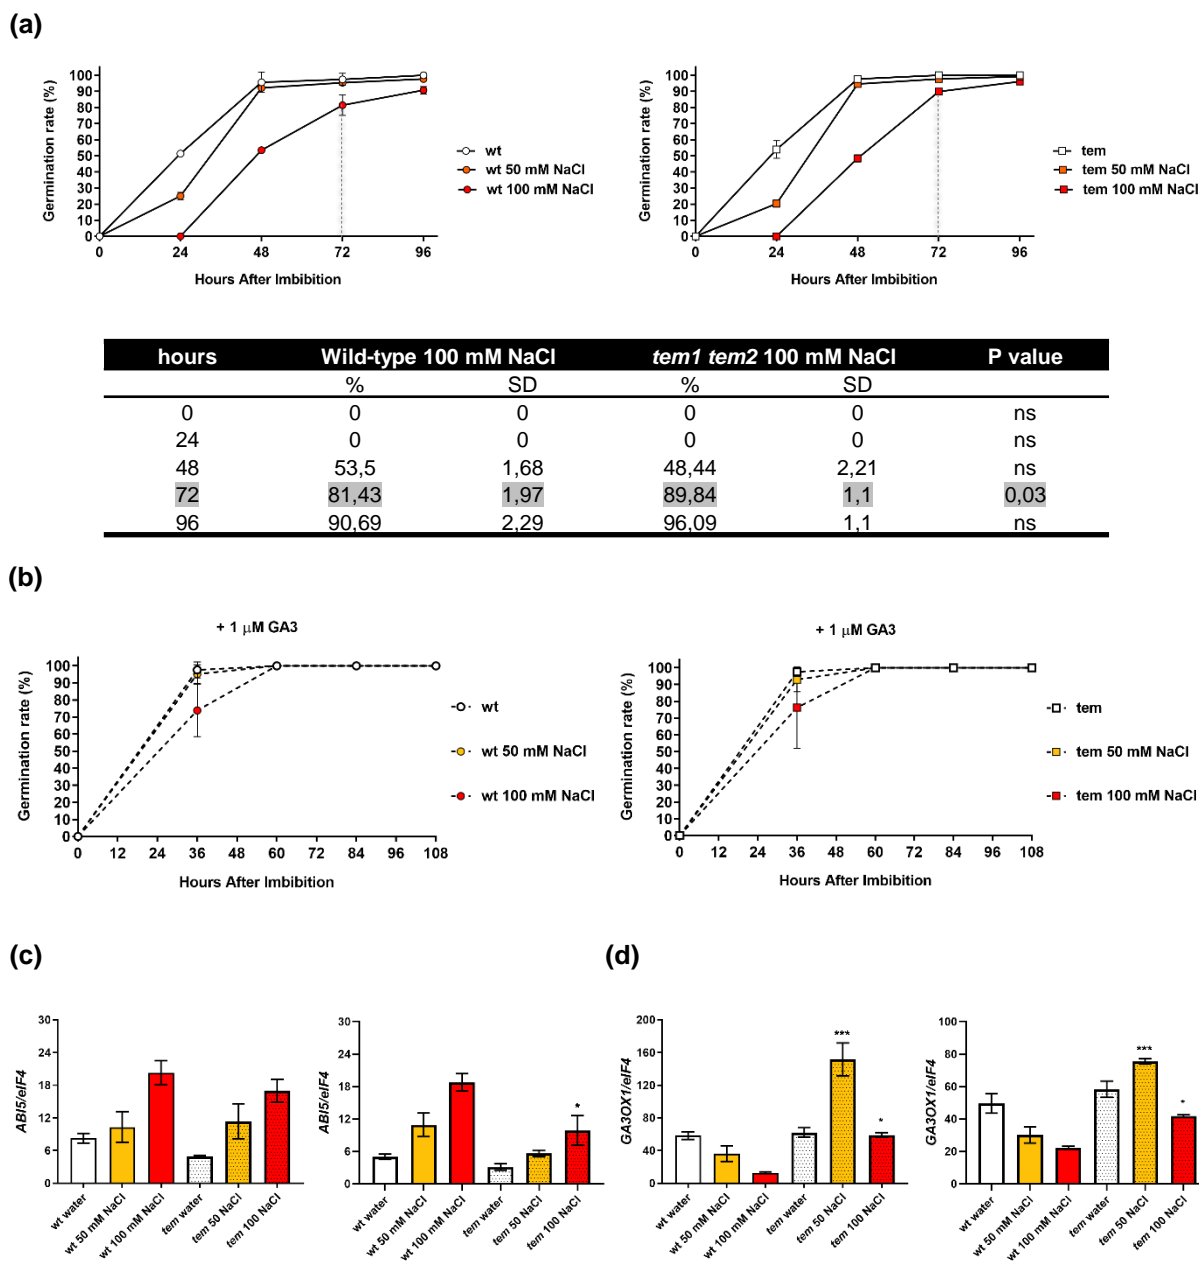 (a)
Germination rate (%)
100
90
80
70
60
50
40
30
20
10
0
0 24 48 72 96
Hours After Imbibition
wt
wt 50 mM NaCl
wt 100 mM NaCl
Germination rate (%)
100
90
80
70
60
50
40
30
20
10
0
0 24 48 72 96
Hours After Imbibition
tem
tem 50 mM NaCl
tem 100 mM NaCl
hours Wild-type 100 mM NaCl tem1 tem2 100 mM NaCl P value
% SD % SD
0 0 0 0 0 ns
24 0 0 0 0 ns
48 53,5 1,68 48,44 2,21 ns
72 81,43 1,97 89,84 1,1 0,03
96 90,69 2,29 96,09 1,1 ns
(b)
+ 1 µM GA3
Germination rate (%)
100
90
80
70
60
50
40
30
20
10
0
0 12 24 36 48 60 72 84 96 108
Hours After Imbibition
wt
wt 50 mM NaCl
wt 100 mM NaCl
+ 1 µM GA3
Germination rate (%)
100
90
80
70
60
50
40
30
20
10
0
0 12 24 36 48 60 72 84 96 108
Hours After Imbibition
tem
tem 50 mM NaCl
tem 100 mM NaCl
(c)
ABI5/eIF4
30
24
18
12
6
0
wt water
wt 50 mM NaCl
wt 100 mM NaCl
tem water
tem 50 NaCl
tem 100 NaCl
ABI5/eIF4
30
24
18
12
6
0
*
wt water
wt 50 mM NaCl
wt 100 mM NaCl
tem water
tem 50 NaCl
tem 100 NaCl
(d)
GA3OX1/eIF4
200
160
120
80
40
0
***
*
wt water
wt 50 mM NaCl
wt 100 mM NaCl
tem water
tem 50 NaCl
tem 100 NaCl
GA3OX1/eIF4
100
80
60
40
20
0
***
*
wt water
wt 50 mM NaCl
wt 100 mM NaCl
tem water
tem 50 NaCl
tem 100 NaCl